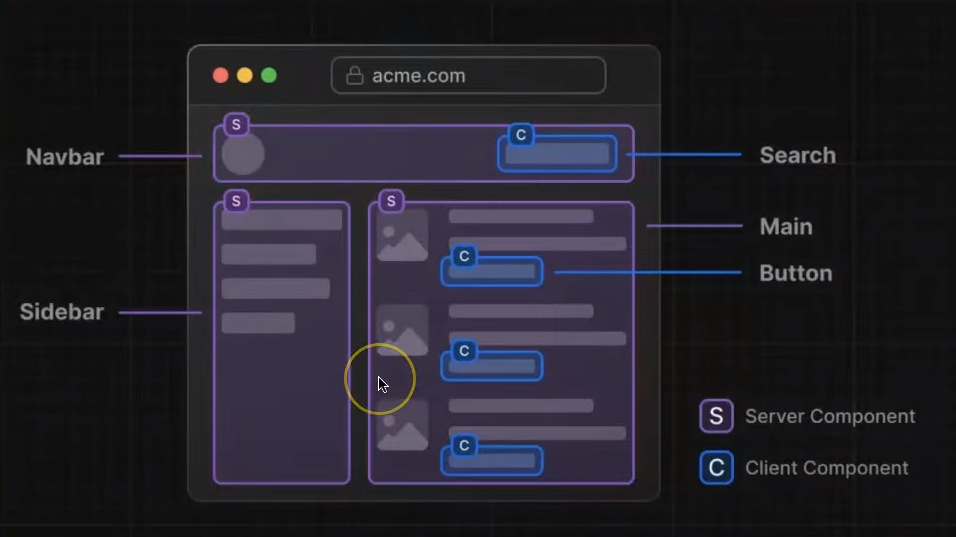 acme.com
S
C
Navbar
Search
S
S
Main
C
Button
Sidebar
C
S Server Component
C
C Client Component